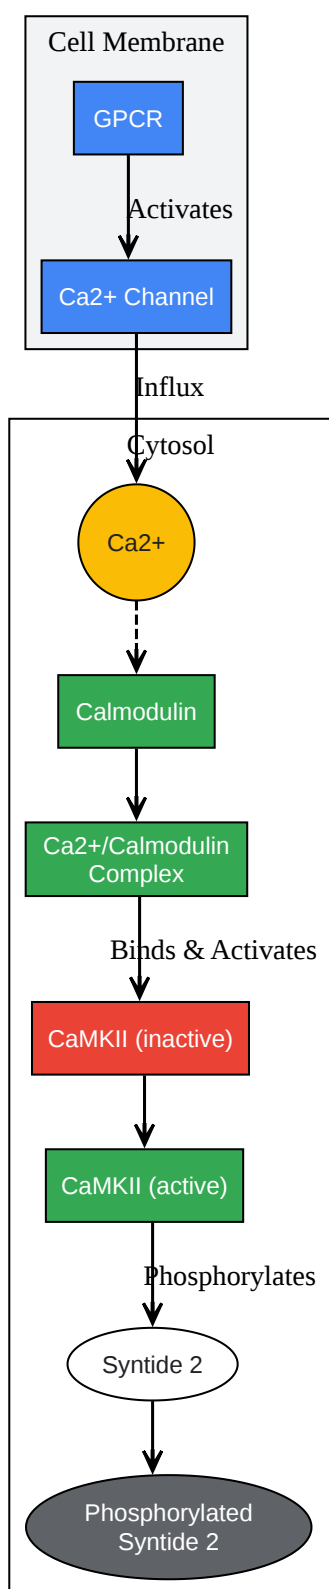 Cell Membrane
GPCR
Activates
Ca2+ Channel
Influx
Cytosol
Ca2+
Calmodulin
Ca2+/Calmodulin
Complex
Binds & Activates
CaMKII (inactive)
CaMKII (active)
Phosphorylates
Syntide 2
Phosphorylated
Syntide 2